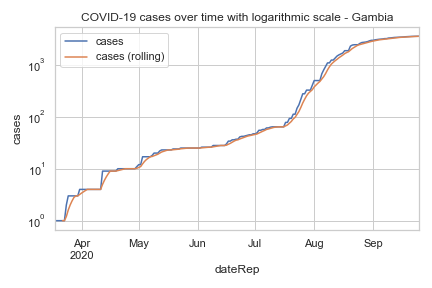 COVID-19 cases over time with logarithmic scale - Gambia
cases
cases (rolling)
10³
10²
10¹
10⁰
cases
Apr
2020
May
Jun
Jul
Aug
Sep
dateRep